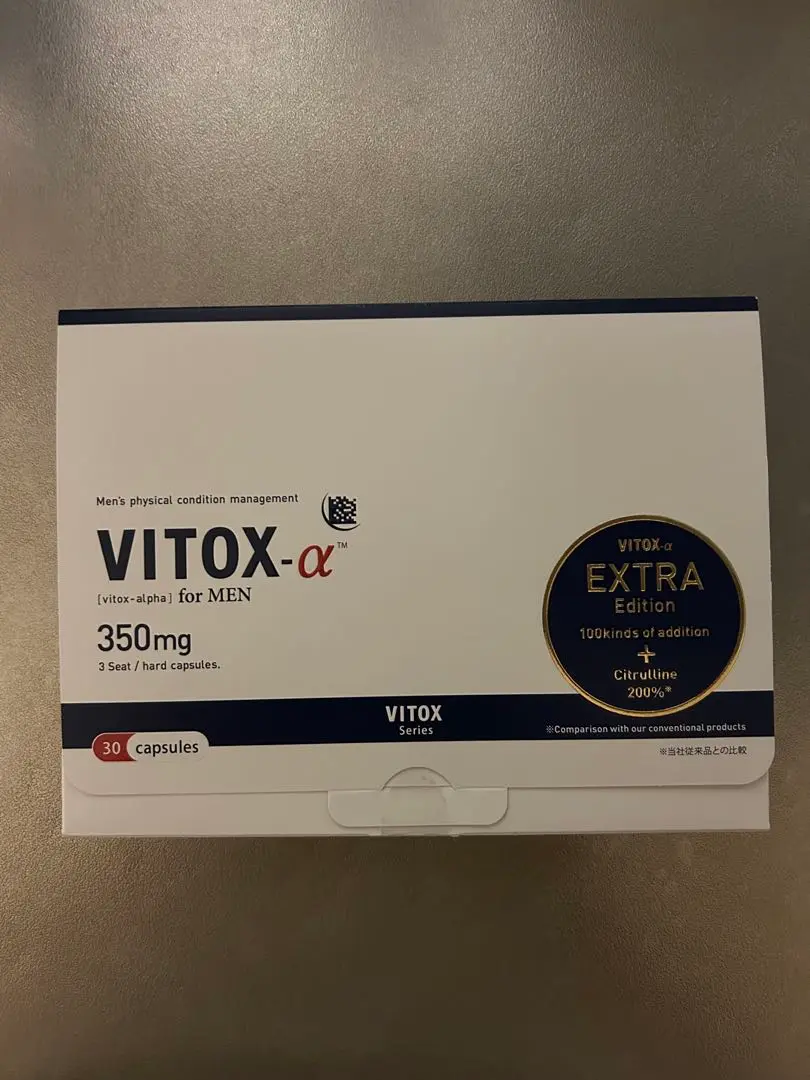 Men's physical condition management
VITOX-α™
[vitox-alpha] for MEN
350mg
3 Seat / hard capsules.
VITOX-α
EXTRA
Edition
100kinds of addition
+
Citrulline
200%※
VITOX
Series
※Comparison with our conventional products
30 capsules
※当社従来品との比較